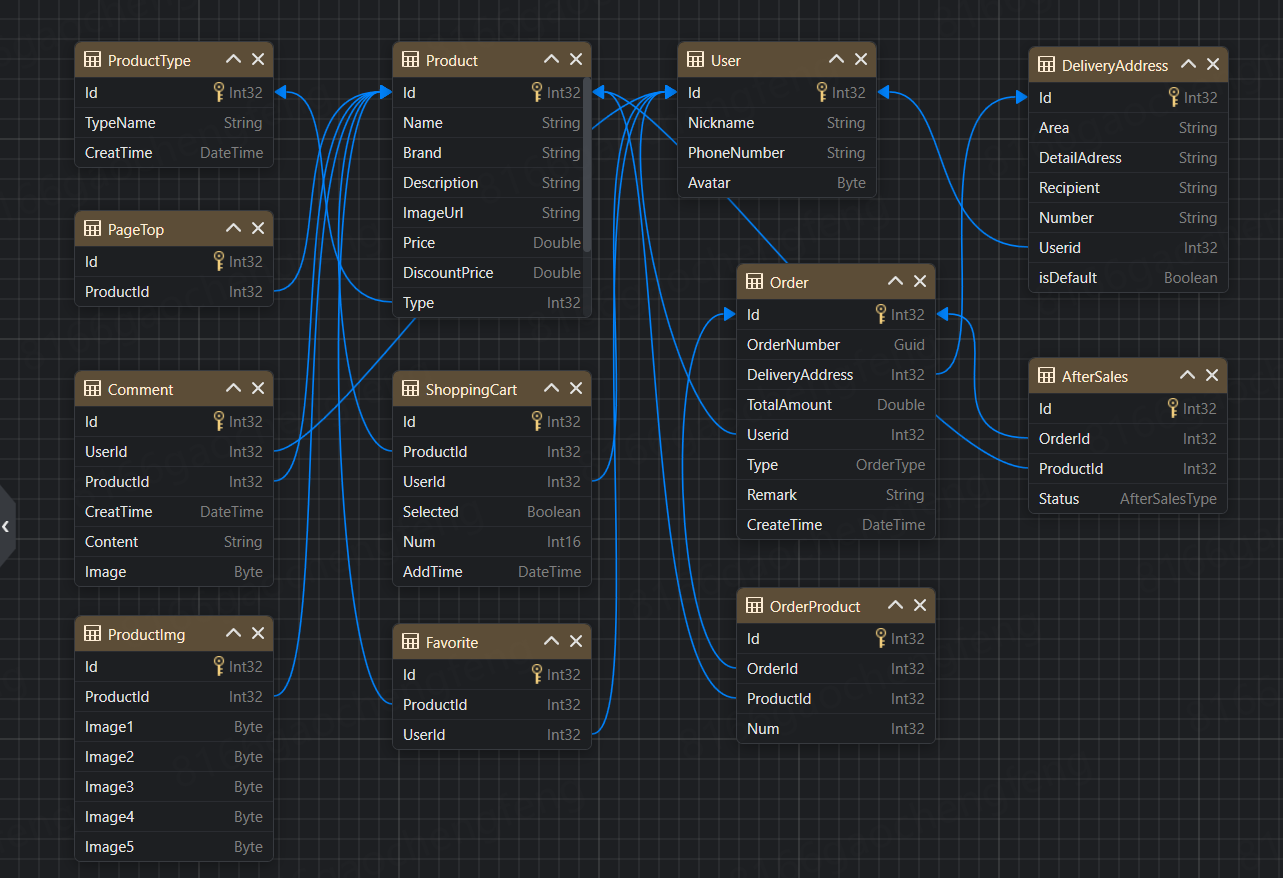 ProductType
Id Int32
TypeName String
CreatTime DateTime
PageTop
Id Int32
ProductId Int32
Comment
Id Int32
UserId Int32
ProductId Int32
CreatTime DateTime
Content String
Image Byte
ProductImg
Id Int32
ProductId Int32
Image1 Byte
Image2 Byte
Image3 Byte
Image4 Byte
Image5 Byte
Product
Id Int32
Name String
Brand String
Description String
ImageUrl String
Price Double
DiscountPrice Double
Type Int32
ShoppingCart
Id Int32
ProductId Int32
UserId Int32
Selected Boolean
Num Int16
AddTime DateTime
Favorite
Id Int32
ProductId Int32
UserId Int32
User
Id Int32
Nickname String
PhoneNumber String
Avatar Byte
Order
Id Int32
OrderNumber Guid
DeliveryAddress Int32
TotalAmount Double
Userid Int32
Type OrderType
Remark String
CreateTime DateTime
OrderProduct
Id Int32
OrderId Int32
ProductId Int32
Num Int32
DeliveryAddress
Id Int32
Area String
DetailAdress String
Recipient String
Number String
Userid Int32
isDefault Boolean
AfterSales
Id Int32
OrderId Int32
ProductId Int32
Status AfterSalesType